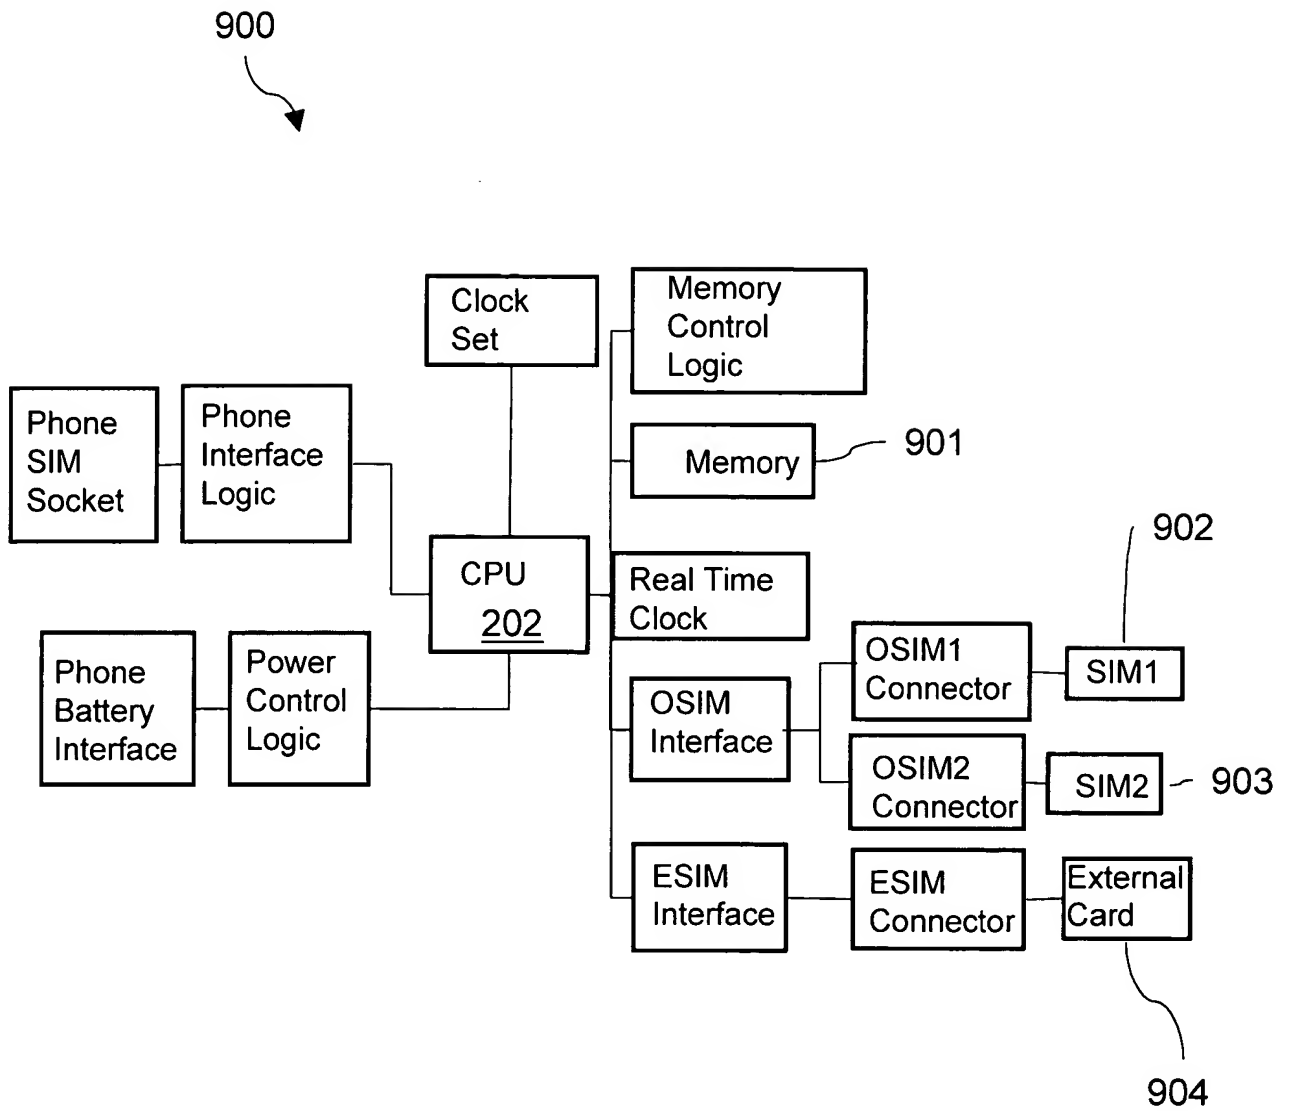 900
Clock
Set
Memory
Control
Logic
Phone
SIM
Socket
Phone
Interface
Logic
Memory
901
902
CPU
202
Real Time
Clock
Phone
Battery
Interface
Power
Control
Logic
OSIM
Interface
OSIM1
Connector
SIM1
OSIM2
Connector
SIM2
903
ESIM
Interface
ESIM
Connector
External
Card
904